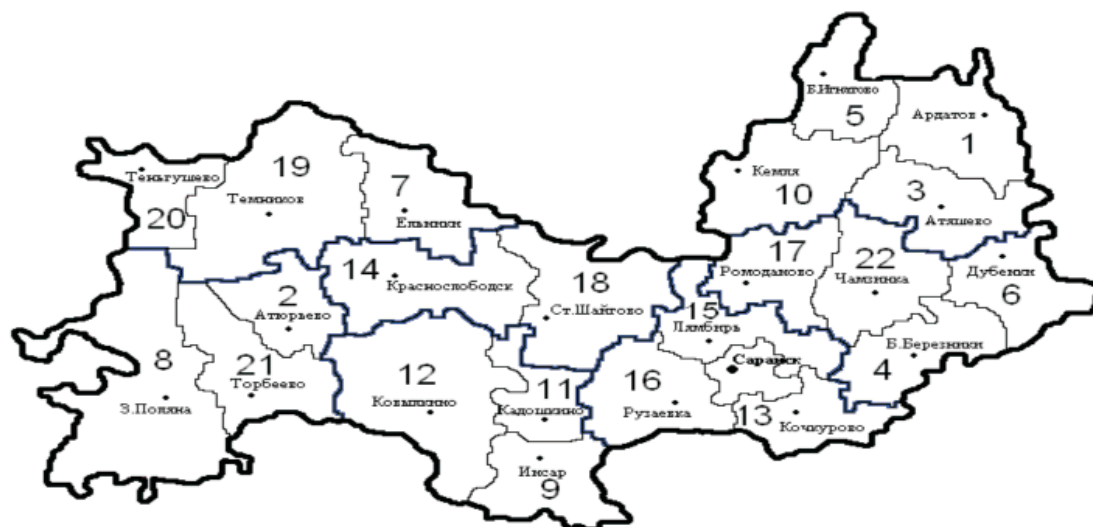 Б.Игнатово
5
Ардатов
1
19
Теньгушево
7
Кемля
3
10
Темников
Ельники
Атяшево
20
17
22
14
18
Ромоданово
Дубенки
2
Краснослободск
Чамзинка
6
15
Атюрьево
Ст.Шайгово
Лямбирь
8
21
12
11
16
Саранск
Б.Березники
4
Торбеево
З.Поляна
Ковылкино
Кадошкино
Рузаевка
13
Кочкурово
Инсар
9